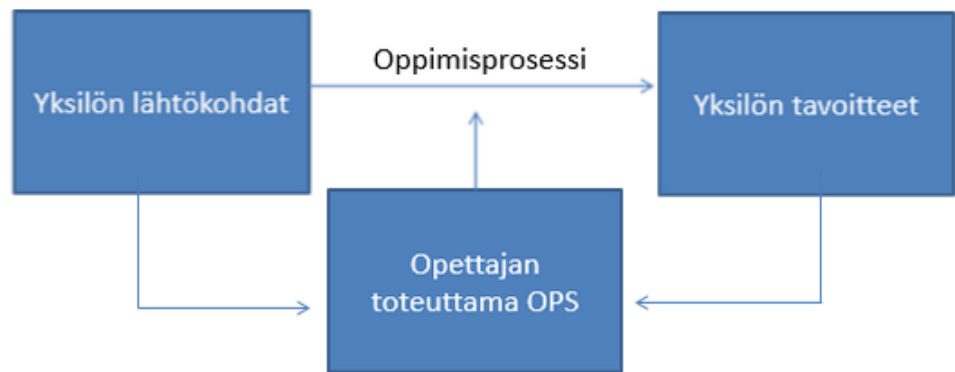 Oppimisprosessi
Yksilön lähtökohdat
Yksilön tavoitteet
Opettajan
toteuttama OPS